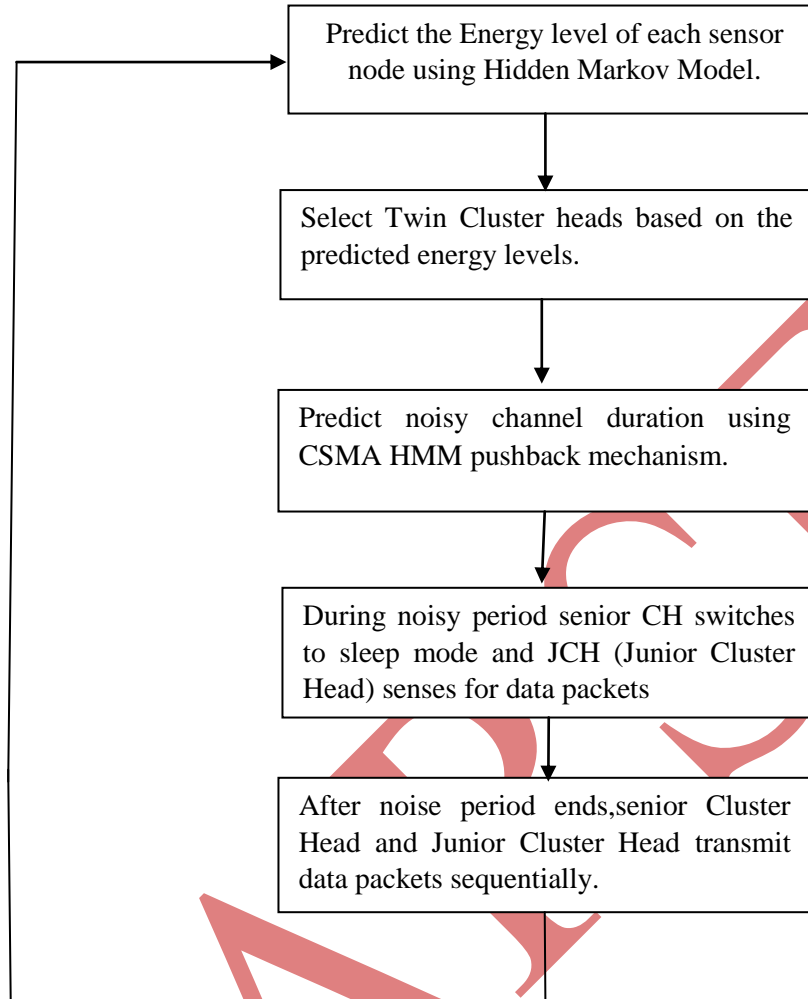 Predict the Energy level of each sensor
node using Hidden Markov Model.
Select Twin Cluster heads based on the
predicted energy levels.
Predict noisy channel duration using
CSMA HMM pushback mechanism.
During noisy period senior CH switches
to sleep mode and JCH (Junior Cluster
Head) senses for data packets
After noise period ends,senior Cluster
Head and Junior Cluster Head transmit
data packets sequentially.